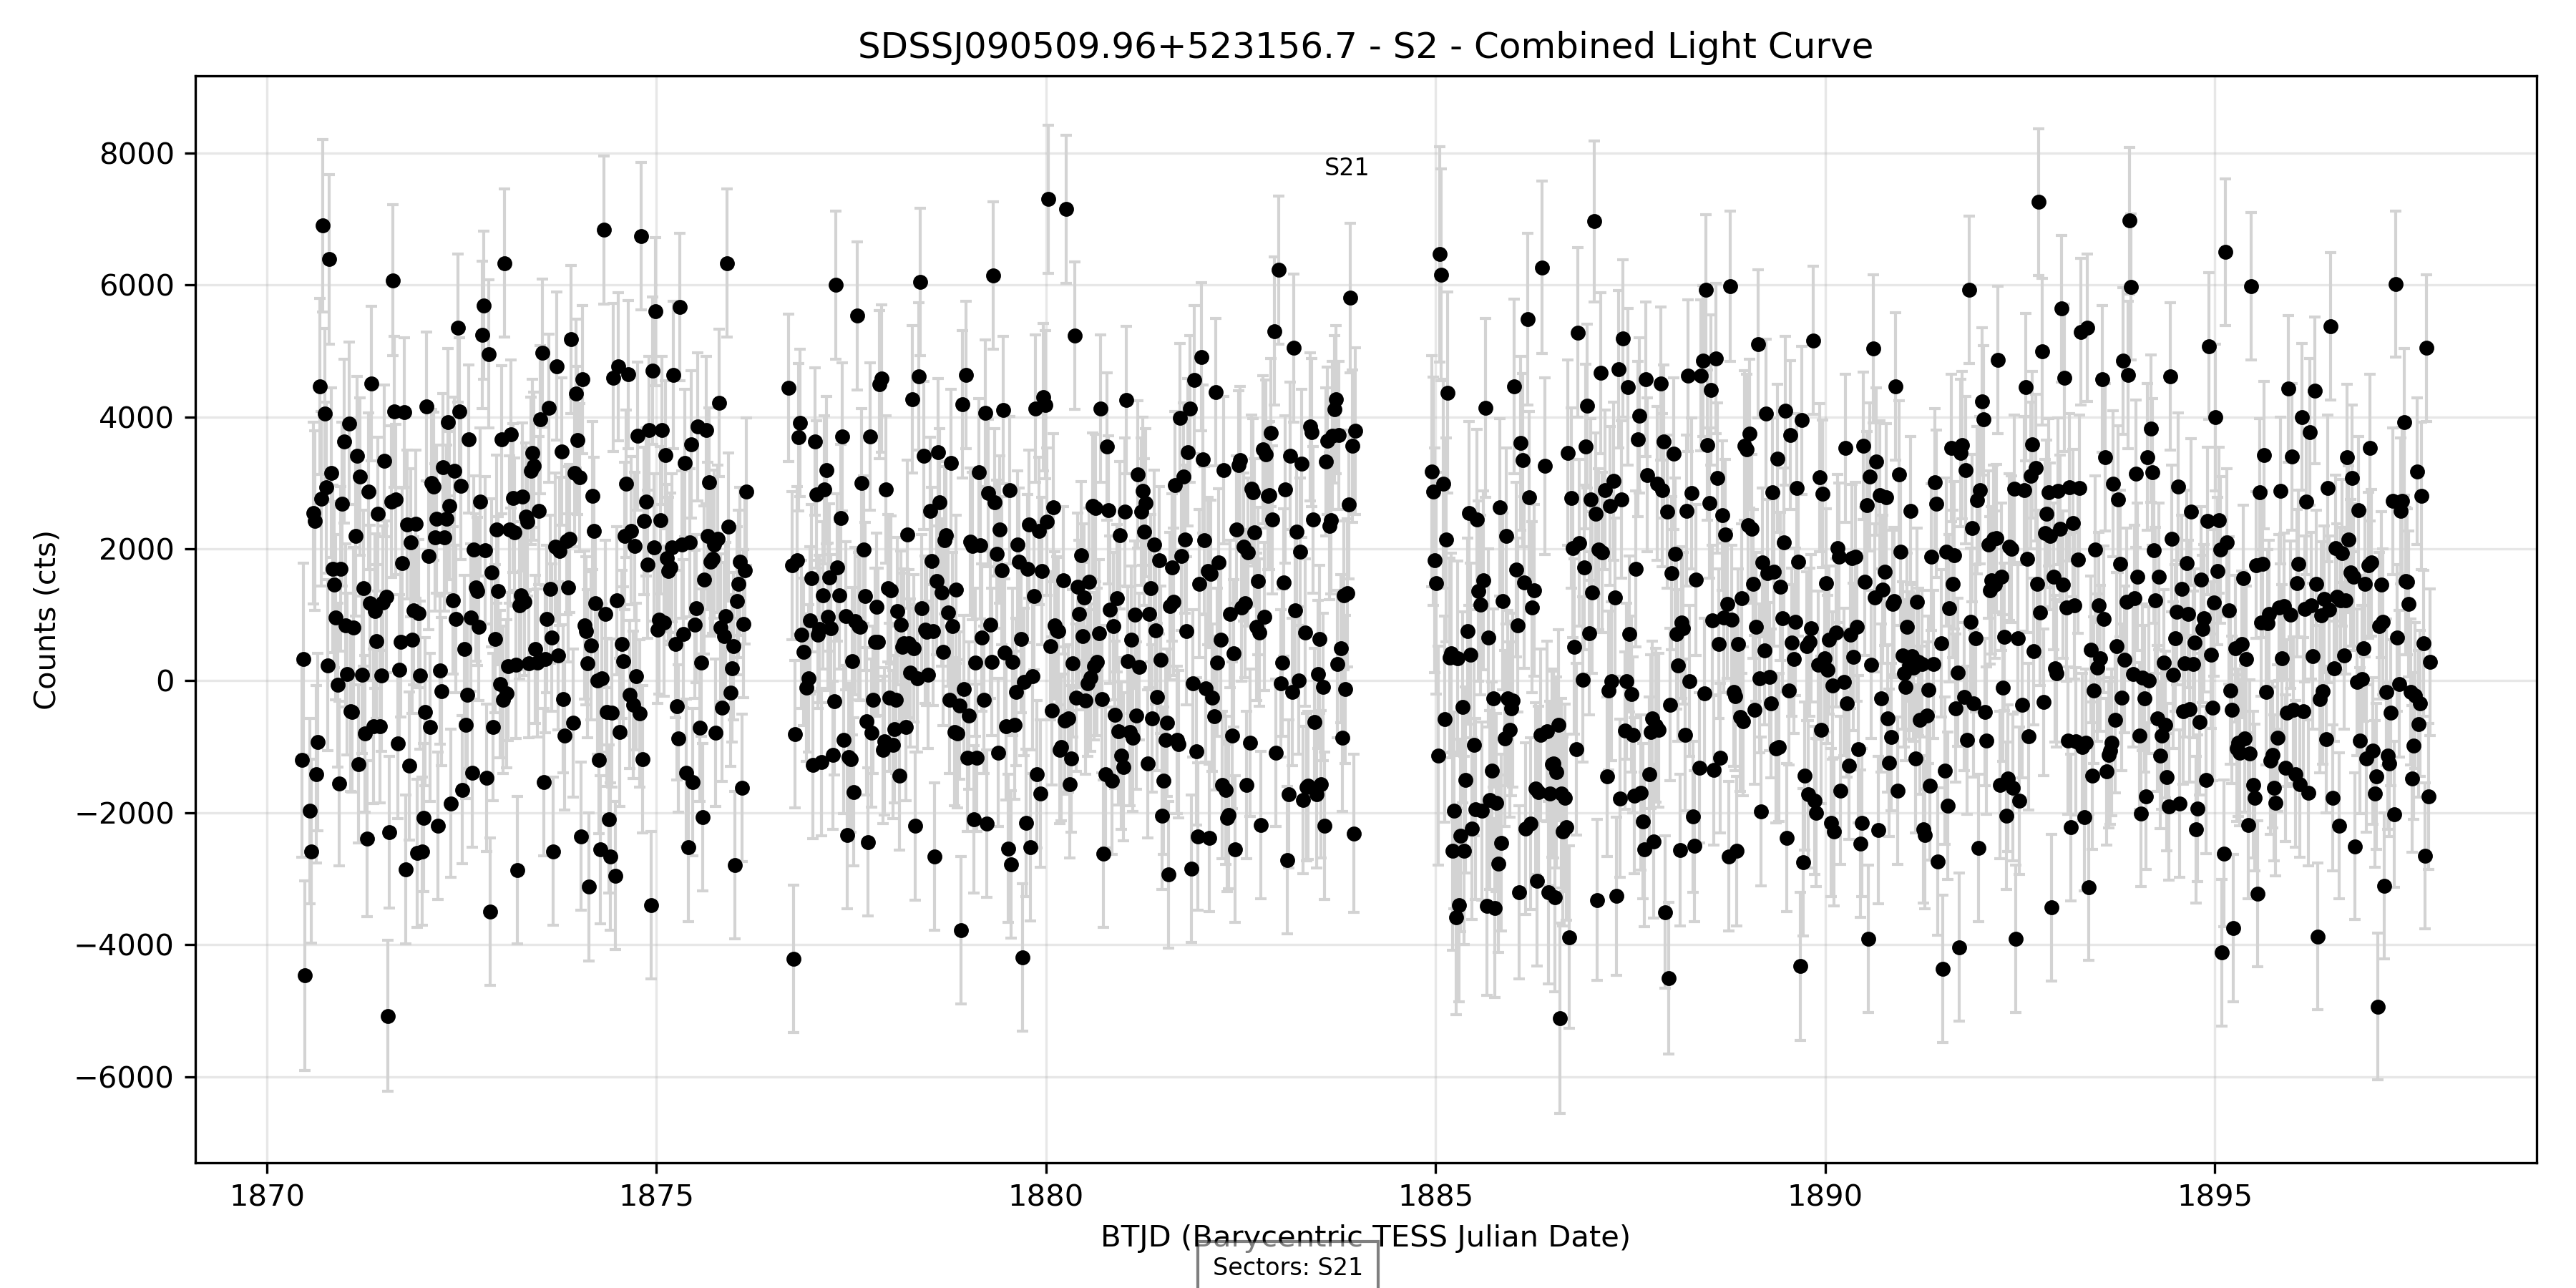 SDSSJ090509.96+523156.7 - S2 - Combined Light Curve
S21
8000
6000
4000
2000
0
−2000
−4000
−6000
Counts (cts)
1870 1875 1880 1885 1890 1895
BTJD (Barycentric TESS Julian Date)
Sectors: S21